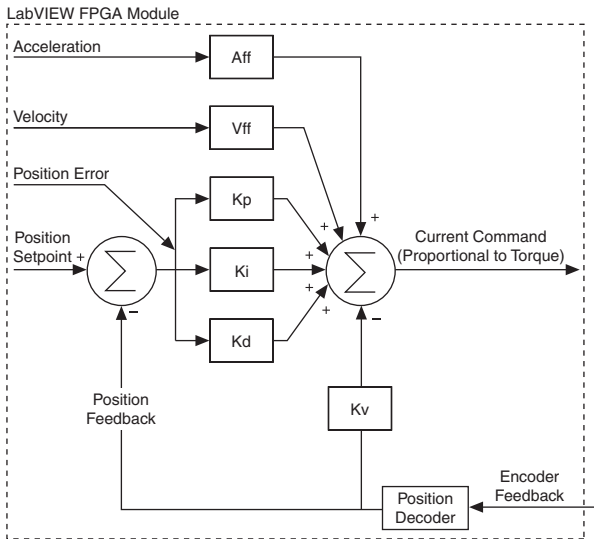 LabVIEW FPGA Module
Acceleration
Aff
Velocity
Vff
Position Error
Kp
Position
Setpoint +
∑
Ki
Kd
+
+
+
+
+
∑
Current Command
(Proportional to Torque)
−
−
Position
Feedback
Kv
Position
Decoder
Encoder
Feedback